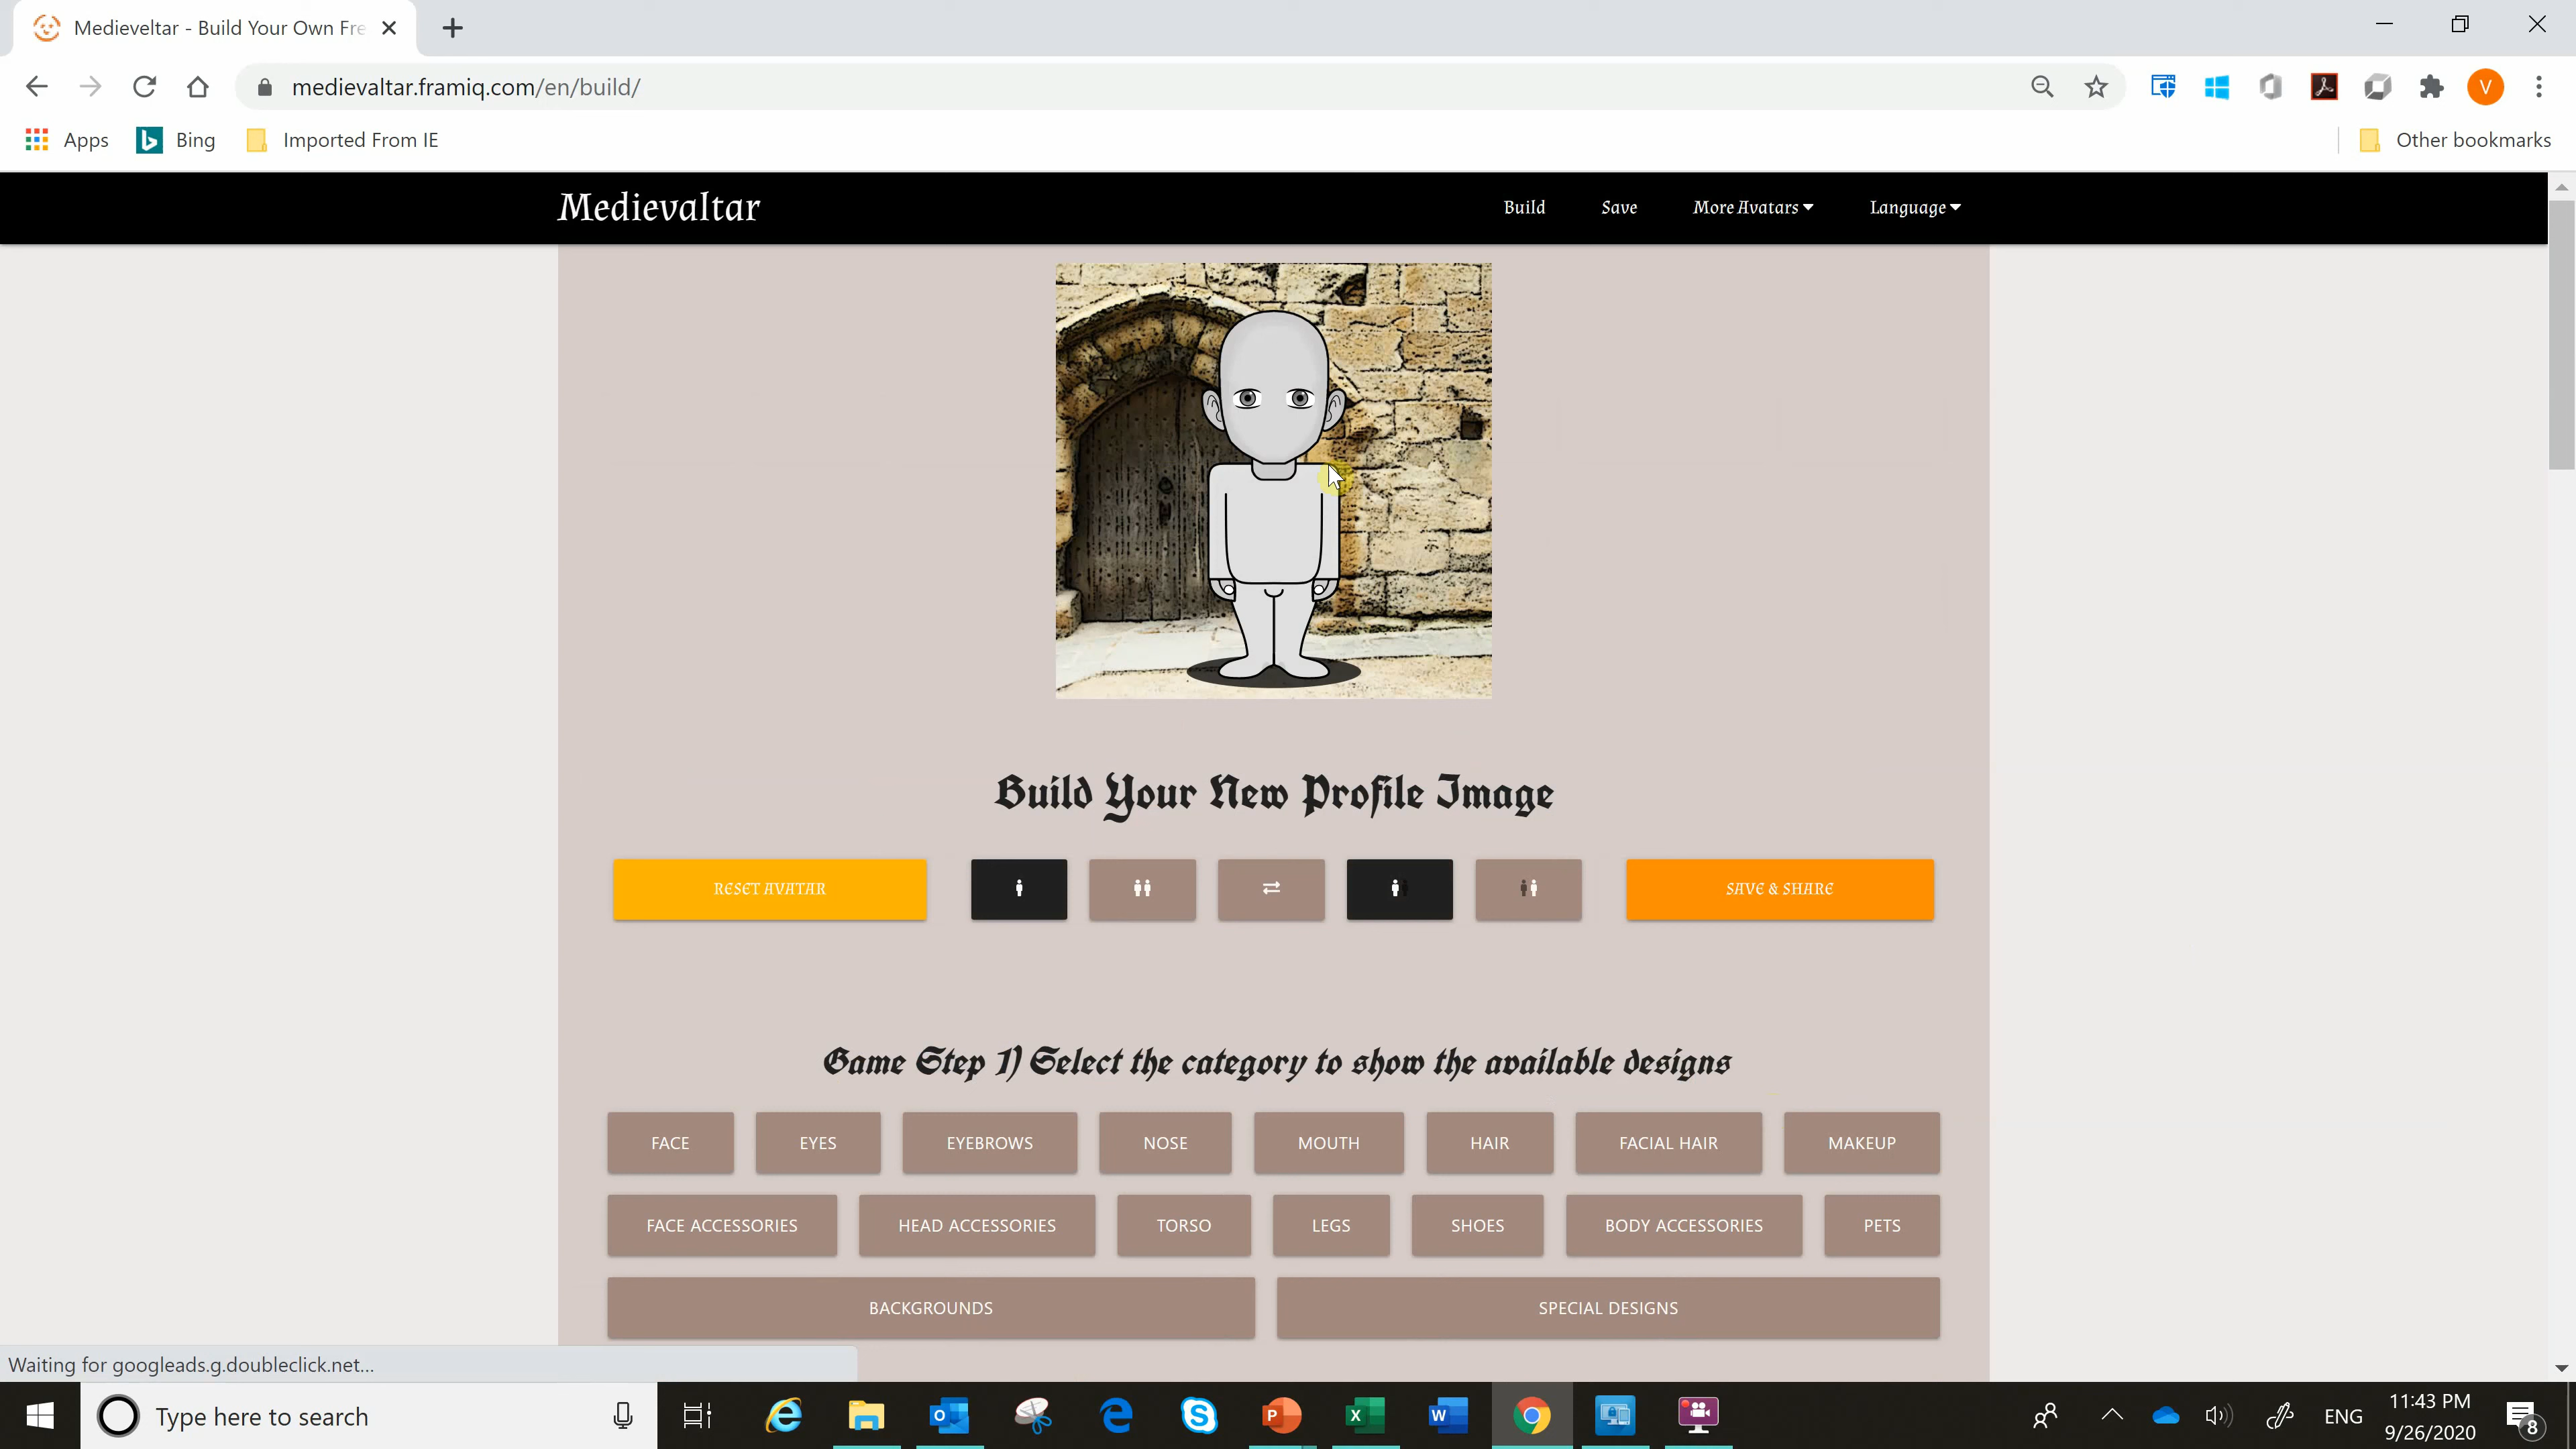 Medieveltar - Build Your Own Fre
medievaltar.framiq.com/en/build/
V
Apps
Bing
Imported From IE
Other bookmarks
Medievaltar
Build
Save
More Avatars
Language
Build Your New Profile Image
RESET AVATAR
SAVE & SHARE
Game Step 1) Select the category to show the available designs
FACE
EYES
EYEBROWS
NOSE
MOUTH
HAIR
FACIAL HAIR
MAKEUP
FACE ACCESSORIES
HEAD ACCESSORIES
TORSO
LEGS
SHOES
BODY ACCESSORIES
PETS
BACKGROUNDS
SPECIAL DESIGNS
Waiting for googleads.g.doubleclick.net...
Type here to search
ENG
11:43 PM
9/26/2020
8